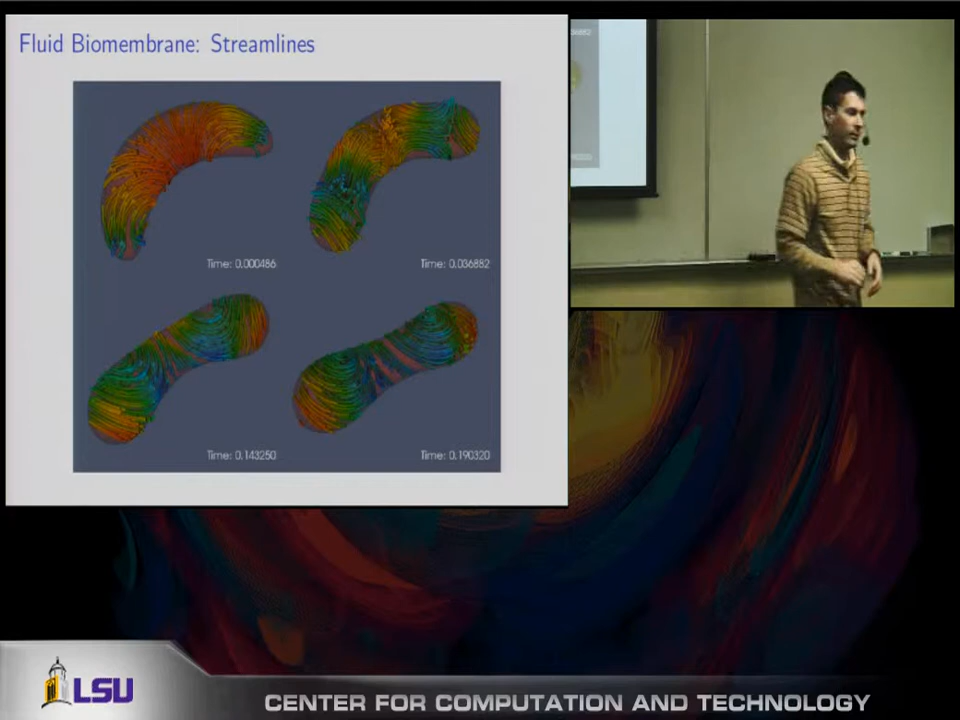 Fluid Biomembrane: Streamlines
Time: 0.000486
Time: 0.036882
Time: 0.143250
Time: 0.190320
LSU
CENTER FOR COMPUTATION AND TECHNOLOGY